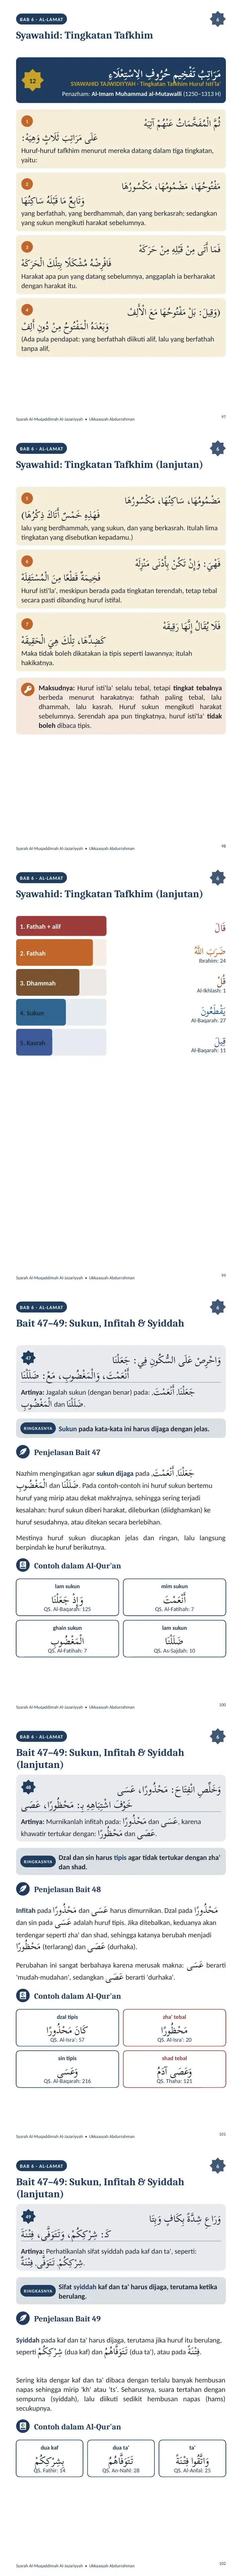 BAB 6 - AL-LAMAT
6
Syawahid: Tingkatan Tafkhim
12
مَرَاتِبُ تَفْخِيمِ حُرُوفِ الِاسْتِعْلَاءِ
SYAWAHID TAJWIDIYYAH - Tingkatan Tafkhim Huruf Isti'la'
Penazham: Al-Imam Muhammad al-Mutawalli (1250–1313 H)
1
ثُمَّ الْمُفَخَّمَاتُ عَنْهُمْ آتِيَهْ
عَلَى مَرَاتِبَ ثَلَاثٍ وَهِيَهْ:
Huruf-huruf tafkhim menurut mereka datang dalam tiga tingkatan,
yaitu:
2
مَفْتُوحُهَا، مَضْمُومُهَا، مَكْسُورُهَا
وَتَابِعٌ مَا قَبْلَهُ سَاكِنُهَا
yang berfathah, yang berdhammah, dan yang berkasrah; sedangkan
yang sukun mengikuti harakat sebelumnya.
3
فَمَا أَتَى مِنْ قَبْلِهِ مِنْ حَرَكَهْ
فَافْرِضْهُ مُشْكَلًا بِتِلْكَ الْحَرَكَهْ
Harakat apa pun yang datang sebelumnya, anggaplah ia berharakat
dengan harakat itu.
4
(وَقِيلَ: بَلْ مَفْتُوحُهَا مَعَ الْأَلِفْ
وَبَعْدَهُ الْمَفْتُوحُ مِنْ دُونِ أَلِفْ
(Ada pula pendapat: yang berfathah diikuti alif, lalu yang berfathah
tanpa alif,
Syarah Al-Muqaddimah Al-Jazariyyah • Ukkaasyah Abdurrahman
97
BAB 6 - AL-LAMAT
6
Syawahid: Tingkatan Tafkhim (lanjutan)
5
مَضْمُومُهَا، سَاكِنُهَا، مَكْسُورُهَا
فَهَذِهِ خَمْسٌ أَتَاكَ ذِكْرُهَا)
lalu yang berdhammah, yang sukun, dan yang berkasrah. Itulah lima
tingkatan yang disebutkan kepadamu.)
6
فَهْيَ: وَإِنْ تَكُنْ بِأَدْنَى مَنْزِلَهْ
فَخِيمَةٌ قَطْعًا مِنَ الْمُسْتَفِلَهْ
Huruf isti'la', meskipun berada pada tingkatan terendah, tetap tebal
secara pasti dibanding huruf istifal.
7
فَلَا يُقَالُ إِنَّهَا رَقِيقَهْ
كَضِدِّهَا، تِلْكَ هِيَ الْحَقِيقَهْ
Maka tidak boleh dikatakan ia tipis seperti lawannya; itulah
hakikatnya.
Maksudnya: Huruf isti'la' selalu tebal, tetapi tingkat tebalnya
berbeda menurut harakatnya: fathah paling tebal, lalu
dhammah, lalu kasrah. Huruf sukun mengikuti harakat
sebelumnya. Serendah apa pun tingkatnya, huruf isti'la' tidak
boleh dibaca tipis.
Syarah Al-Muqaddimah Al-Jazariyyah • Ukkaasyah Abdurrahman
98
BAB 6 - AL-LAMAT
6
Syawahid: Tingkatan Tafkhim (lanjutan)
1. Fathah + alif
قَالَ
2. Fathah
ضَرَبَ اللَّهُ
Ibrahim: 24
3. Dhammah
قُلْ
Al-Ikhlash: 1
4. Sukun
يَقْطَعُونَ
Al-Baqarah: 27
5. Kasrah
قِيلَ
Al-Baqarah: 11
Syarah Al-Muqaddimah Al-Jazariyyah • Ukkaasyah Abdurrahman
99
BAB 6 - AL-LAMAT
6
Bait 47–49: Sukun, Infitah & Syiddah
47
وَاحْرِصْ عَلَى السُّكُونِ فِي: جَعَلْنَا
أَنْعَمْتَ، وَالْمَغْضُوبِ، مَعْ: ضَلَلْنَا
Artinya: Jagalah sukun (dengan benar) pada: جَعَلْنَا، أَنْعَمْتَ،
الْمَغْضُوبِ dan ضَلَلْنَا.
RINGKASNYA
Sukun pada kata-kata ini harus dijaga dengan jelas.
Penjelasan Bait 47
Nazhim mengingatkan agar sukun dijaga pada جَعَلْنَا، أَنْعَمْتَ،
الْمَغْضُوبِ dan ضَلَلْنَا. Pada contoh-contoh ini huruf sukun bertemu
huruf yang mirip atau dekat makhrajnya, sehingga sering terjadi
kesalahan: huruf sukun diberi harakat, dileburkan (diidghamkan) ke
huruf sesudahnya, atau ditekan secara berlebihan.
Mestinya huruf sukun diucapkan jelas dan ringan, lalu langsung
berpindah ke huruf berikutnya.
Contoh dalam Al-Qur'an
lam sukun
وَإِذْ جَعَلْنَا
QS. Al-Baqarah: 125
mim sukun
أَنْعَمْتَ
QS. Al-Fatihah: 7
ghain sukun
الْمَغْضُوبِ
QS. Al-Fatihah: 7
lam sukun
ضَلَلْنَا
QS. As-Sajdah: 10
Syarah Al-Muqaddimah Al-Jazariyyah • Ukkaasyah Abdurrahman
100
BAB 6 - AL-LAMAT
6
Bait 47–49: Sukun, Infitah & Syiddah
(lanjutan)
48
وَخَلِّصِ انْفِتَاحَ: مَحْذُورًا، عَسَى
خَوْفَ اشْتِبَاهِهِ بِـ: مَحْظُورًا، عَصَى
Artinya: Murnikanlah infitah pada: مَحْذُورًا dan عَسَى, karena
khawatir tertukar dengan: مَحْظُورًا dan عَصَى.
RINGKASNYA
Dzal dan sin harus tipis agar tidak tertukar dengan zha'
dan shad.
Penjelasan Bait 48
Infitah pada مَحْذُورًا dan عَسَى harus dimurnikan. Dzal pada مَحْذُورًا
dan sin pada عَسَى adalah huruf tipis. Jika ditebalkan, keduanya akan
terdengar seperti zha' dan shad, sehingga katanya berubah menjadi
مَحْظُورًا (terlarang) dan عَصَى (durhaka).
Perubahan ini sangat berbahaya karena merusak makna: عَسَى berarti
'mudah-mudahan', sedangkan عَصَى berarti 'durhaka'.
Contoh dalam Al-Qur'an
dzal tipis
كَانَ مَحْذُورًا
QS. Al-Isra': 57
zha' tebal
مَحْظُورًا
QS. Al-Isra': 20
sin tipis
وَعَسَى
QS. Al-Baqarah: 216
shad tebal
وَعَصَى آدَمُ
QS. Thaha: 121
Syarah Al-Muqaddimah Al-Jazariyyah • Ukkaasyah Abdurrahman
101
BAB 6 - AL-LAMAT
6
Bait 47–49: Sukun, Infitah & Syiddah
(lanjutan)
49
وَرَاعِ شِدَّةً بِكَافٍ وَبِتَا
كَـ: شِرْكِكُمْ، وَتَتَوَفَّى، فِتْنَةَ
Artinya: Perhatikanlah sifat syiddah pada kaf dan ta', seperti:
شِرْكِكُمْ، تَتَوَفَّى، فِتْنَةً.
RINGKASNYA
Sifat syiddah kaf dan ta' harus dijaga, terutama ketika
berulang.
Penjelasan Bait 49
Syiddah pada kaf dan ta' harus dijaga, terutama jika huruf itu berulang,
seperti شِرْكِكُمْ (dua kaf) dan تَتَوَفَّاهُمُ (dua ta'), atau pada فِتْنَةً.
Sering kita dengar kaf dan ta' dibaca dengan terlalu banyak hembusan
napas sehingga mirip 'kh' atau 'ts'. Seharusnya, suara tertahan dengan
sempurna (syiddah), lalu diikuti sedikit hembusan napas (hams)
secukupnya.
Contoh dalam Al-Qur'an
dua kaf
بِشِرْكِكُمْ
QS. Fathir: 14
dua ta'
تَتَوَفَّاهُمُ
QS. An-Nahl: 28
ta'
وَاتَّقُوا فِتْنَةً
QS. Al-Anfal: 25
Syarah Al-Muqaddimah Al-Jazariyyah • Ukkaasyah Abdurrahman
102